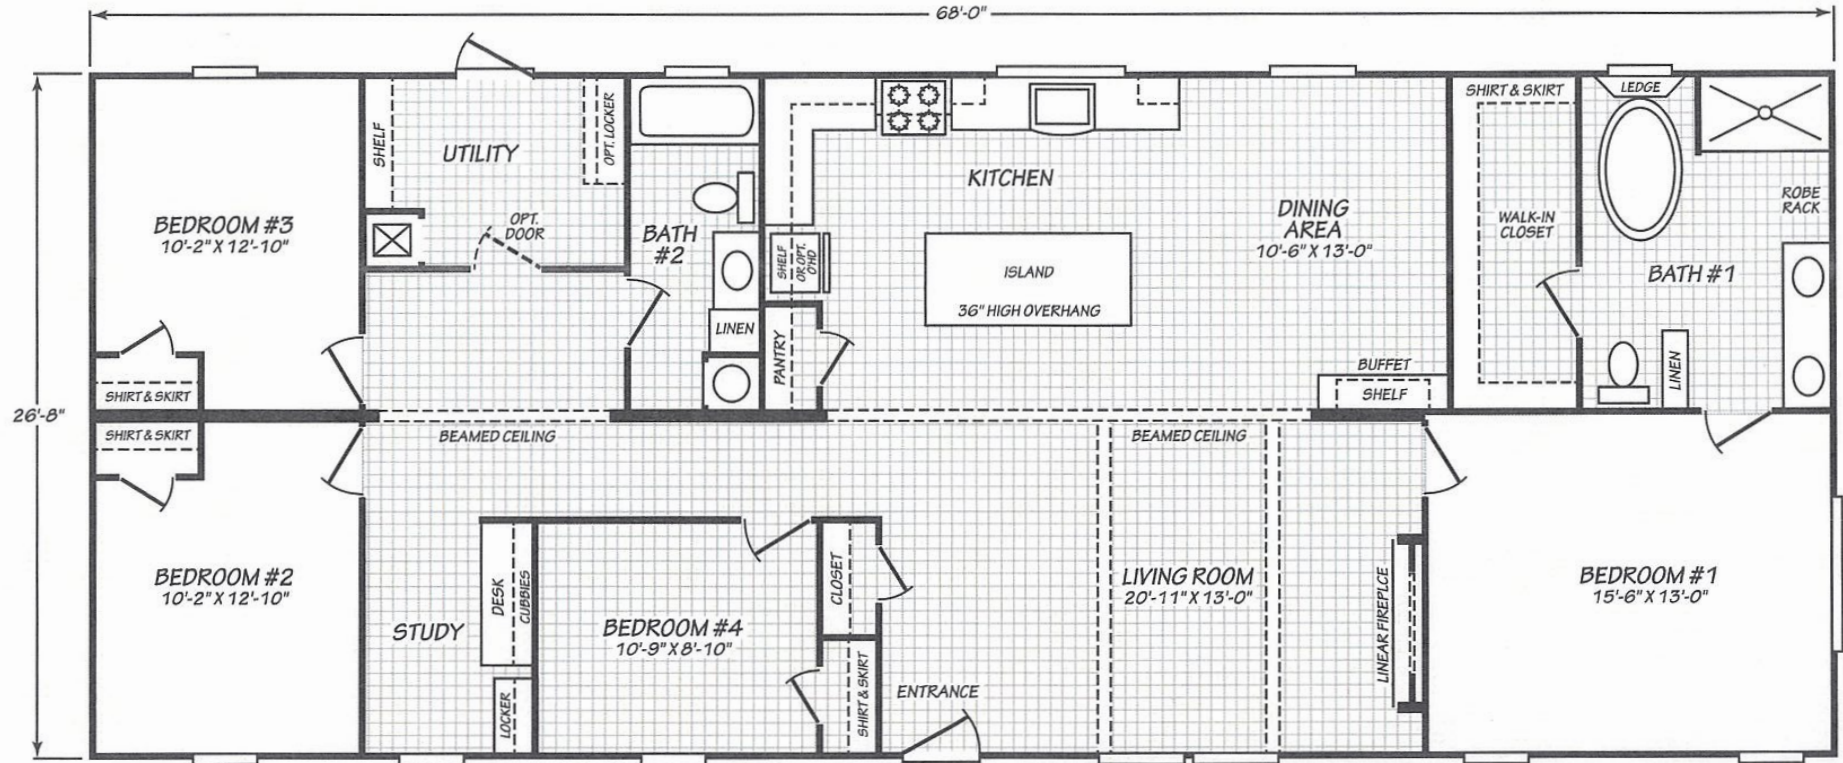 68'-0"
26'-8"
BEDROOM #3
10'-2" X 12'-10"
SHIRT & SKIRT
SHELF
UTILITY
OPT. LOCKER
OPT.
DOOR
BATH
#2
LINEN
KITCHEN
SHELF
OR OPT.
O'HD
PANTRY
ISLAND
36" HIGH OVERHANG
DINING
AREA
10'-6" X 13'-0"
BUFFET
SHELF
SHIRT & SKIRT
WALK-IN
CLOSET
LEDGE
ROBE
RACK
BATH #1
LINEN
SHIRT & SKIRT
BEDROOM #2
10'-2" X 12'-10"
BEAMED CEILING
STUDY
DESK
CUBBIES
LOCKER
BEDROOM #4
10'-9" X 8'-10"
CLOSET
SHIRT & SKIRT
ENTRANCE
BEAMED CEILING
LIVING ROOM
20'-11" X 13'-0"
LINEAR FIREPLCE
BEDROOM #1
15'-6" X 13'-0"